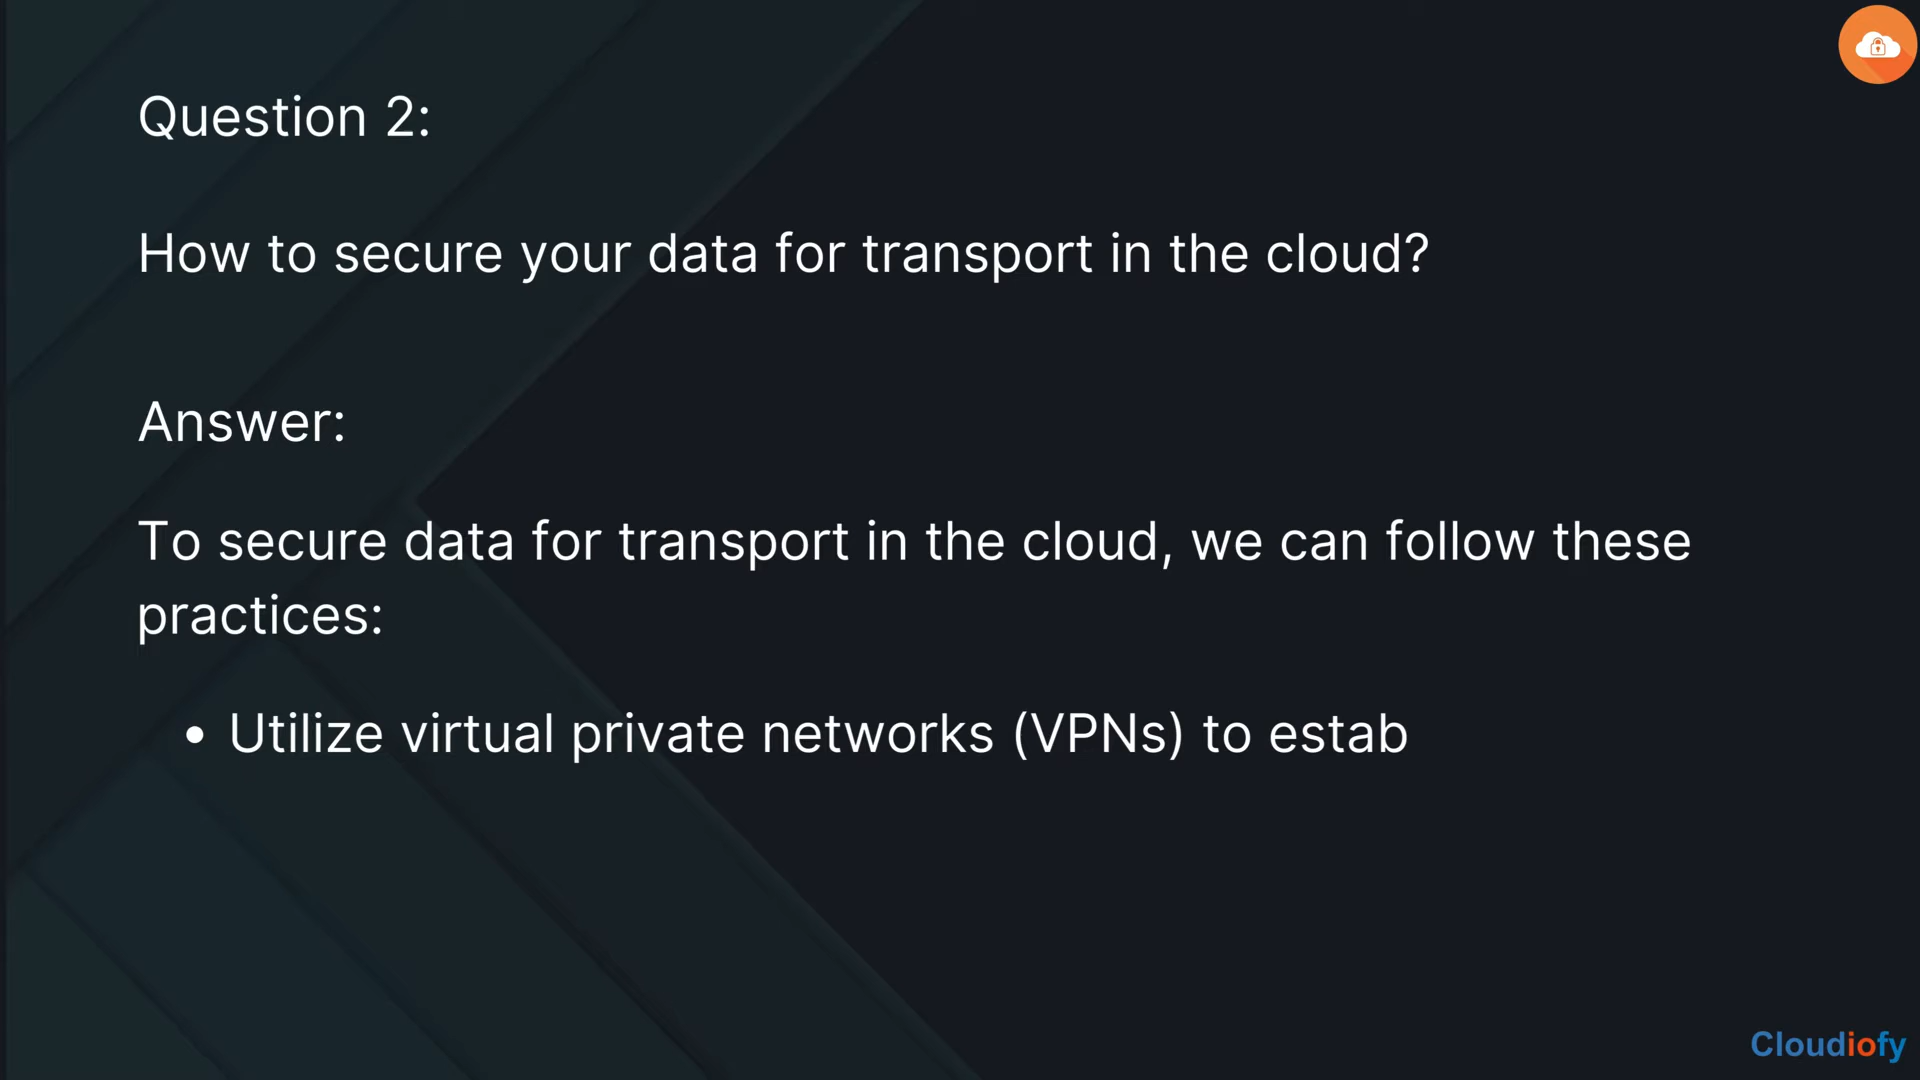 Question 2:
How to secure your data for transport in the cloud?
Answer:
To secure data for transport in the cloud, we can follow these
practices:
• Utilize virtual private networks (VPNs) to estab
Cloudiofy